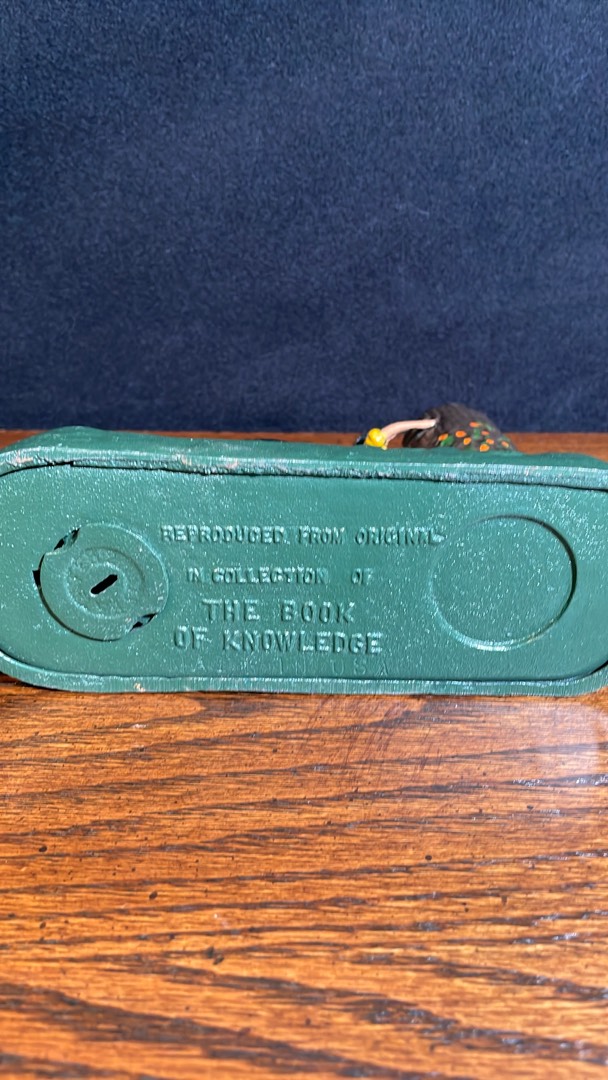 REPRODUCED FROM ORIGINAL
IN COLLECTION OF
THE BOOK
OF KNOWLEDGE